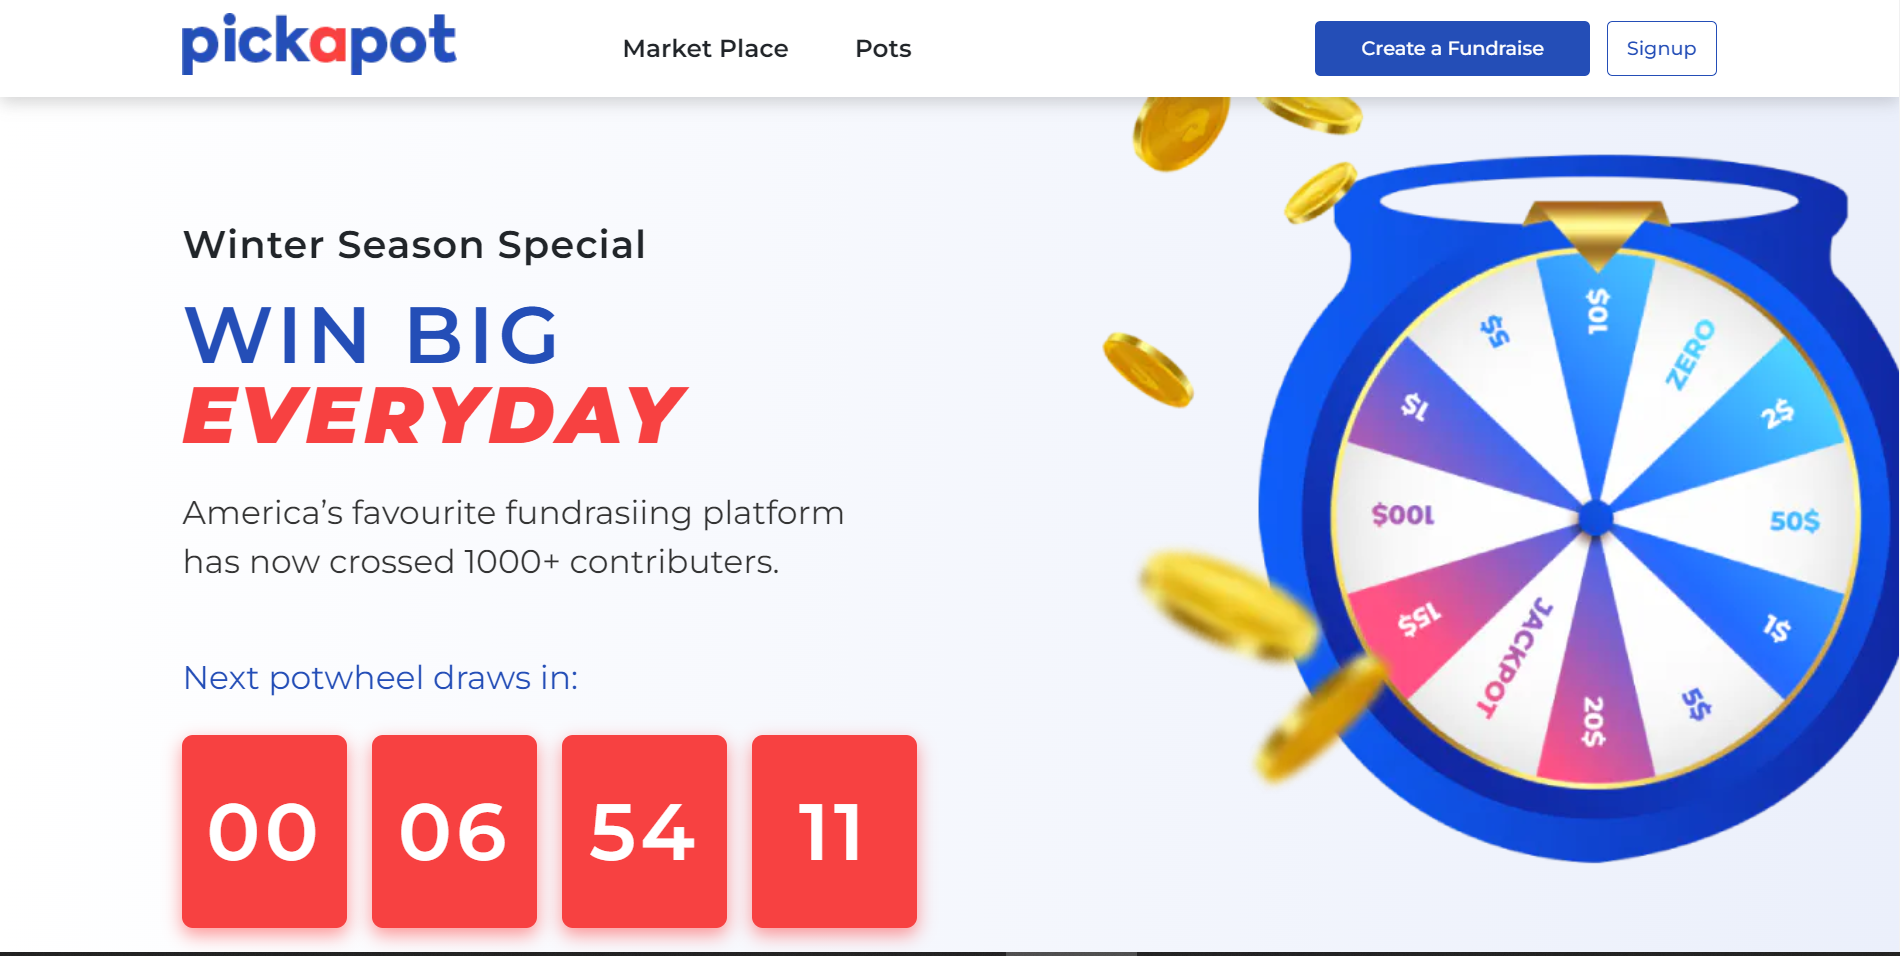 pickapot
Market Place
Pots
Create a Fundraise
Signup
Winter Season Special
WIN BIG
EVERYDAY
America’s favourite fundrasiing platform
has now crossed 1000+ contributers.
Next potwheel draws in:
00 06 54 11
10$
ZERO
2$
50$
1$
5$
20$
JACKPOT
15$
100$
1$
5$